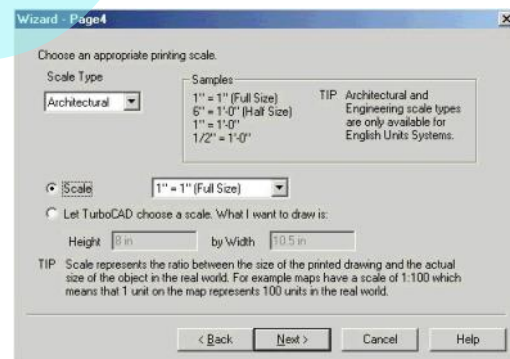 Wizard - Page4
Choose an appropriate printing scale.
Scale Type
Architectural
Samples
1" = 1" (Full Size)
6" = 1'-0" (Half Size)
1" = 1'-0"
1/2" = 1'-0"
TIP Architectural and
Engineering scale types
are only available for
English Units Systems.
Scale
1" = 1" (Full Size)
Let TurboCAD choose a scale. What I want to draw is:
Height 8 in by Width 10.5 in
TIP Scale represents the ratio between the size of the printed drawing and the actual
size of the object in the real world. For example maps have a scale of 1:100 which
means that 1 unit on the map represents 100 units in the real world.
< Back Next > Cancel Help